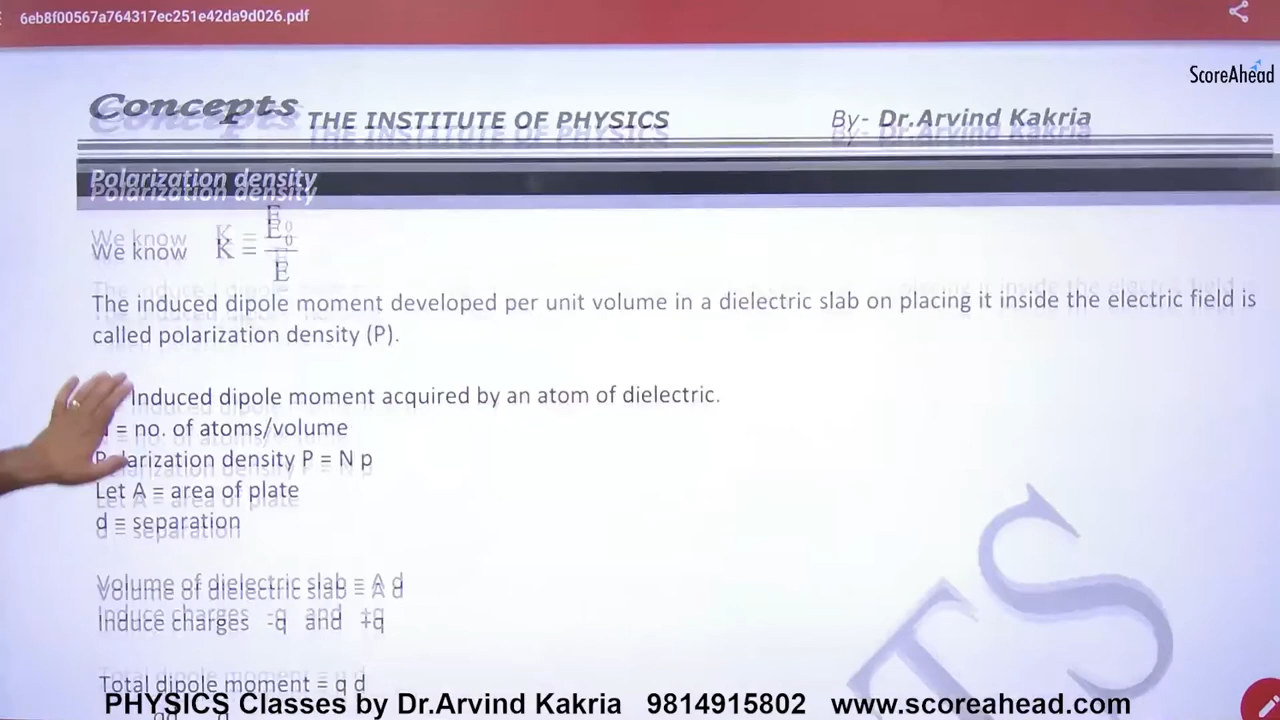 6eb8f00567a764317ec251e42da9d026.pdf
ScoreAhead
Concepts THE INSTITUTE OF PHYSICS By- Dr.Arvind Kakria
Polarization density
We know K = E₀/E
The induced dipole moment developed per unit volume in a dielectric slab on placing it inside the electric field is
called polarization density (P).
Induced dipole moment acquired by an atom of dielectric.
= no. of atoms/volume
Polarization density P = N p
Let A = area of plate
d = separation
Volume of dielectric slab = A d
Induce charges -q and +q
Total dipole moment = q d
TS
PHYSICS Classes by Dr.Arvind Kakria 9814915802 www.scoreahead.com